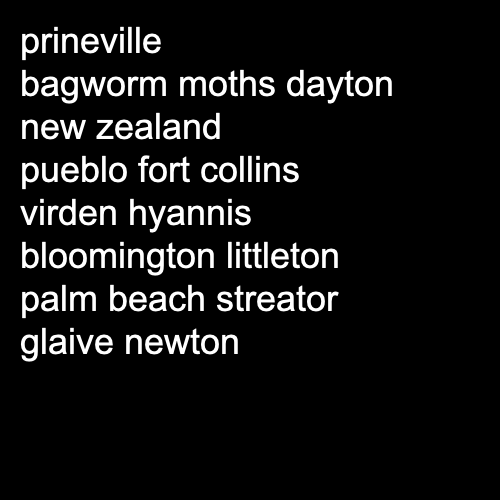 prineville
bagworm moths dayton
new zealand
pueblo fort collins
virden hyannis
bloomington littleton
palm beach streator
glaive newton